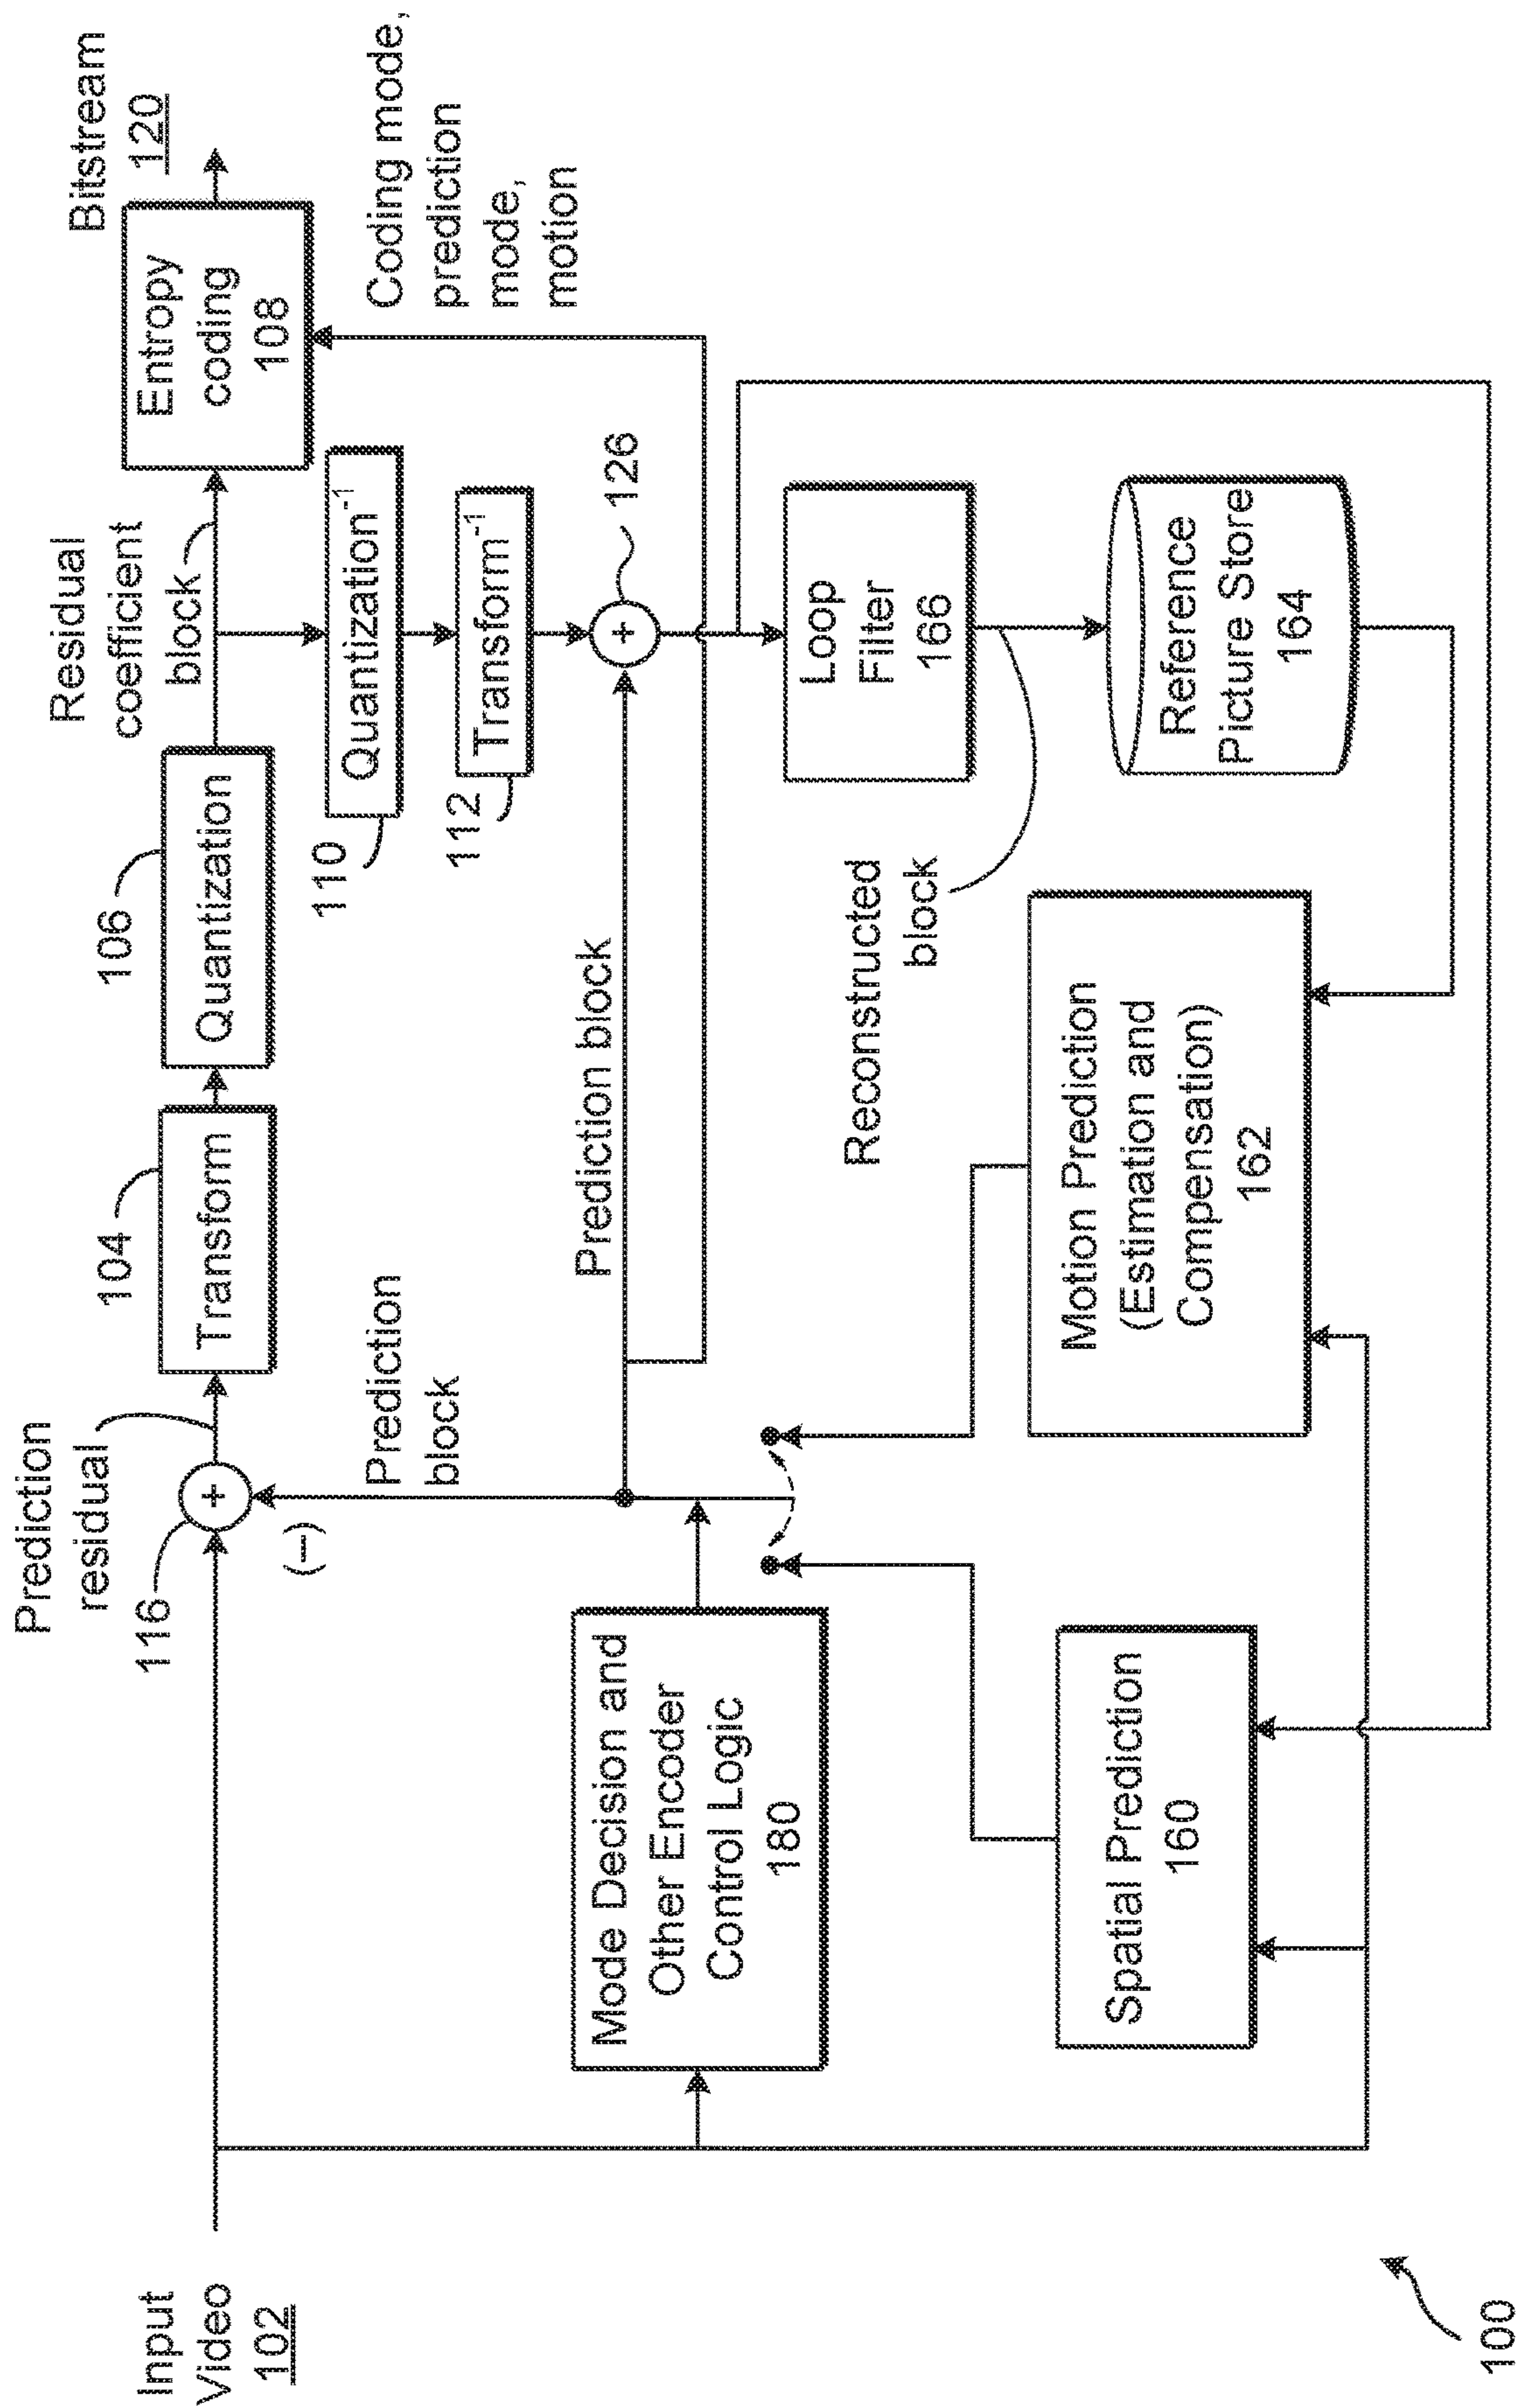 Input
Video
102
Prediction
residual
116
(–)
104
Transform
106
Quantization
Residual
coefficient
block
Entropy
coding
108
Bitstream
120
Coding mode,
prediction
mode,
motion
110
Quantization-1
112
Transform-1
126
+
+
Prediction
block
Prediction block
Mode Decision and
Other Encoder
Control Logic
180
Reconstructed
block
Loop
Filter
166
Spatial Prediction
160
Motion Prediction
(Estimation and
Compensation)
162
Reference
Picture Store
164
100